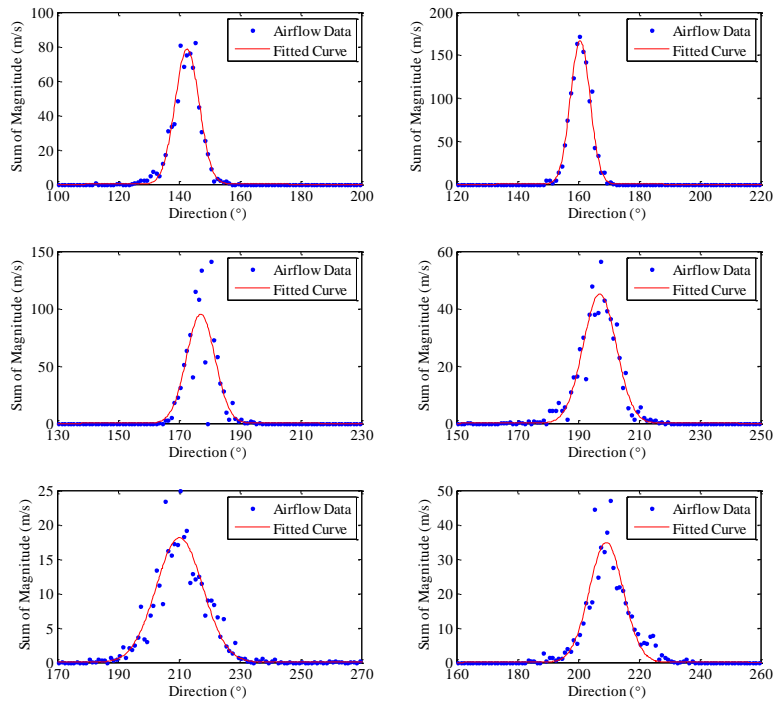 Sum of Magnitude (m/s)
100
80
60
40
20
0
Airflow Data
Fitted Curve
100 120 140 160 180 200
Direction (°)
Sum of Magnitude (m/s)
200
150
100
50
0
Airflow Data
Fitted Curve
120 140 160 180 200 220
Direction (°)
Sum of Magnitude (m/s)
150
100
50
0
Airflow Data
Fitted Curve
130 150 170 190 210 230
Direction (°)
Sum of Magnitude (m/s)
60
40
20
0
Airflow Data
Fitted Curve
150 170 190 210 230 250
Direction (°)
Sum of Magnitude (m/s)
25
20
15
10
5
0
Airflow Data
Fitted Curve
170 190 210 230 250 270
Direction (°)
Sum of Magnitude (m/s)
50
40
30
20
10
0
Airflow Data
Fitted Curve
160 180 200 220 240 260
Direction (°)